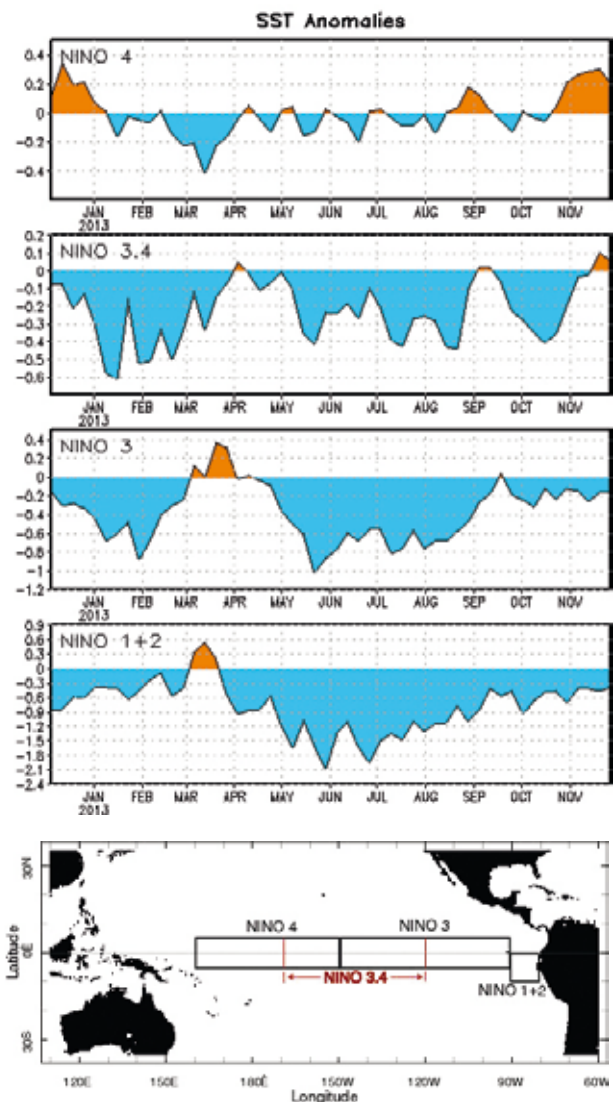 SST Anomalies
NINO 4
0.4
0.2
0
-0.2
-0.4
JAN FEB MAR APR MAY JUN JUL AUG SEP OCT NOV
2013
NINO 3.4
0.2
0.1
0
-0.1
-0.2
-0.3
-0.4
-0.5
-0.6
JAN FEB MAR APR MAY JUN JUL AUG SEP OCT NOV
2013
NINO 3
0.4
0.2
0
-0.2
-0.4
-0.6
-0.8
-1
-1.2
JAN FEB MAR APR MAY JUN JUL AUG SEP OCT NOV
2013
NINO 1+2
0.9
0.6
0.3
0
-0.3
-0.6
-0.9
-1.2
-1.5
-1.8
-2.1
-2.4
JAN FEB MAR APR MAY JUN JUL AUG SEP OCT NOV
2013
30N
0E
30S
Latitude
NINO 4
NINO 3
NINO 3.4
NINO 1+2
120E 150E 180E 150W 120W 90W 60W
Longitude